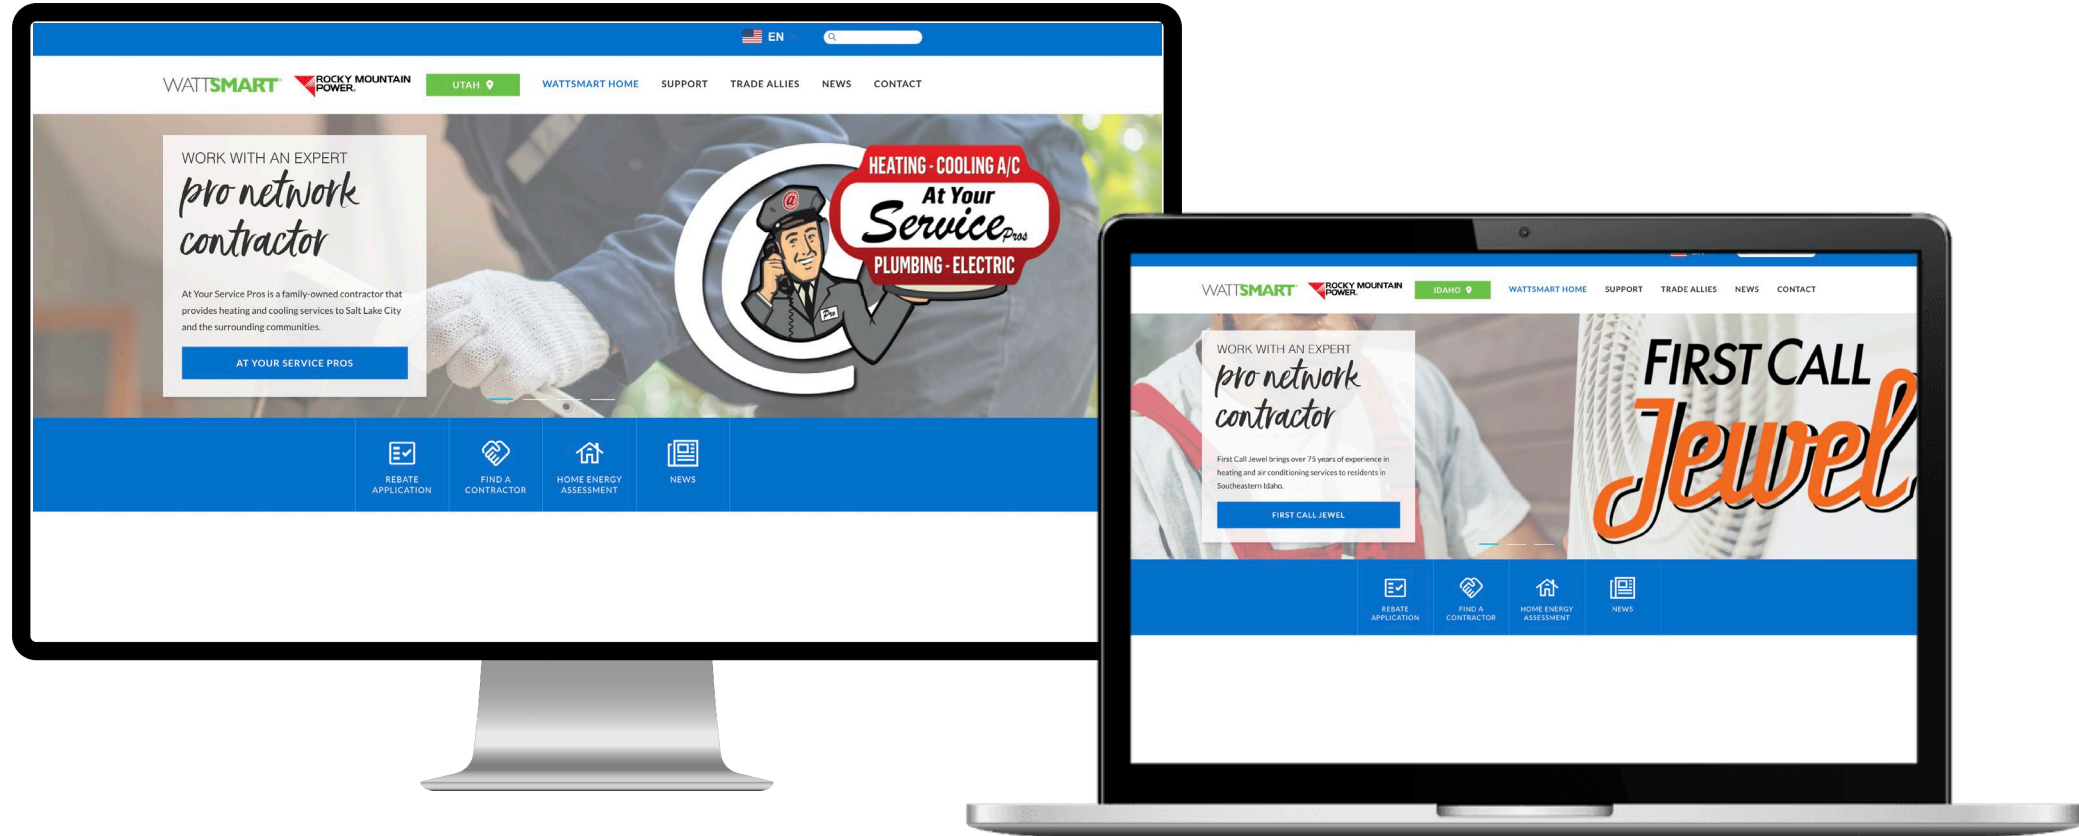 EN
WATTSMART
ROCKY MOUNTAIN
POWER.
UTAH
WATTSMART HOME
SUPPORT
TRADE ALLIES
NEWS
CONTACT
WORK WITH AN EXPERT
pro network
contractor
At Your Service Pros is a family-owned contractor that
provides heating and cooling services to Salt Lake City
and the surrounding communities.
AT YOUR SERVICE PROS
@
HEATING - COOLING A/C
At Your
Service Pros
PLUMBING - ELECTRIC
Pro
REBATE
APPLICATION
FIND A
CONTRACTOR
HOME ENERGY
ASSESSMENT
NEWS
WATTSMART
ROCKY MOUNTAIN
POWER.
IDAHO
WATTSMART HOME
SUPPORT
TRADE ALLIES
NEWS
CONTACT
WORK WITH AN EXPERT
pro network
contractor
First Call Jewel brings over 75 years of experience in
heating and air conditioning services to residents in
Southeastern Idaho.
FIRST CALL JEWEL
FIRST CALL
Jewel
REBATE
APPLICATION
FIND A
CONTRACTOR
HOME ENERGY
ASSESSMENT
NEWS